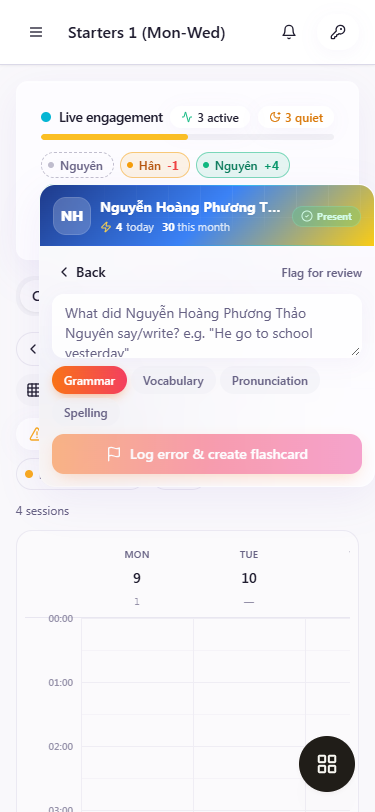 Starters 1 (Mon-Wed)
Live engagement
3 active
3 quiet
Nguyên
Hân -1
Nguyên +4
NH
Nguyễn Hoàng Phương T...
4 today 30 this month
Present
Back
Flag for review
What did Nguyễn Hoàng Phương Thảo
Nguyên say/write? e.g. "He go to school
yesterday"
Grammar
Vocabulary
Pronunciation
Spelling
Log error & create flashcard
4 sessions
MON
TUE
9
10
1
—
00:00
01:00
02:00
03:00